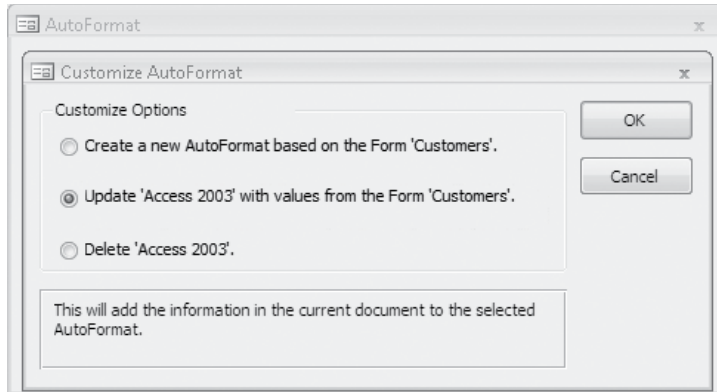 AutoFormat
x
Customize AutoFormat
x
Customize Options
Create a new AutoFormat based on the Form 'Customers'.
Update 'Access 2003' with values from the Form 'Customers'.
Delete 'Access 2003'.
OK
Cancel
This will add the information in the current document to the selected
AutoFormat.